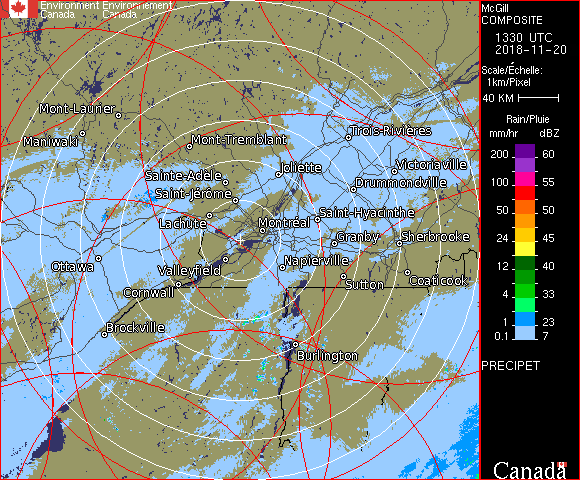 Environment Environnement
Canada Canada
McGill
COMPOSITE
1330 UTC
2018-11-20
Scale/Échelle:
1km/Pixel
40 KM
Rain/Pluie
mm/hr dBZ
200 60
100 55
50 50
24 45
12 40
4 33
1 23
0.1 7
PRECIPET
Canada
Mont-Laurier
Maniwaki
Mont-Tremblant
Trois-Rivières
Joliette
Victoriaville
Sainte-Adèle
Drummondville
Saint-Jérôme
Saint-Hyacinthe
Lachute
Montréal
Granby
Sherbrooke
Ottawa
Valleyfield
Napierville
Cornwall
Sutton
Coaticook
Brockville
Burlington